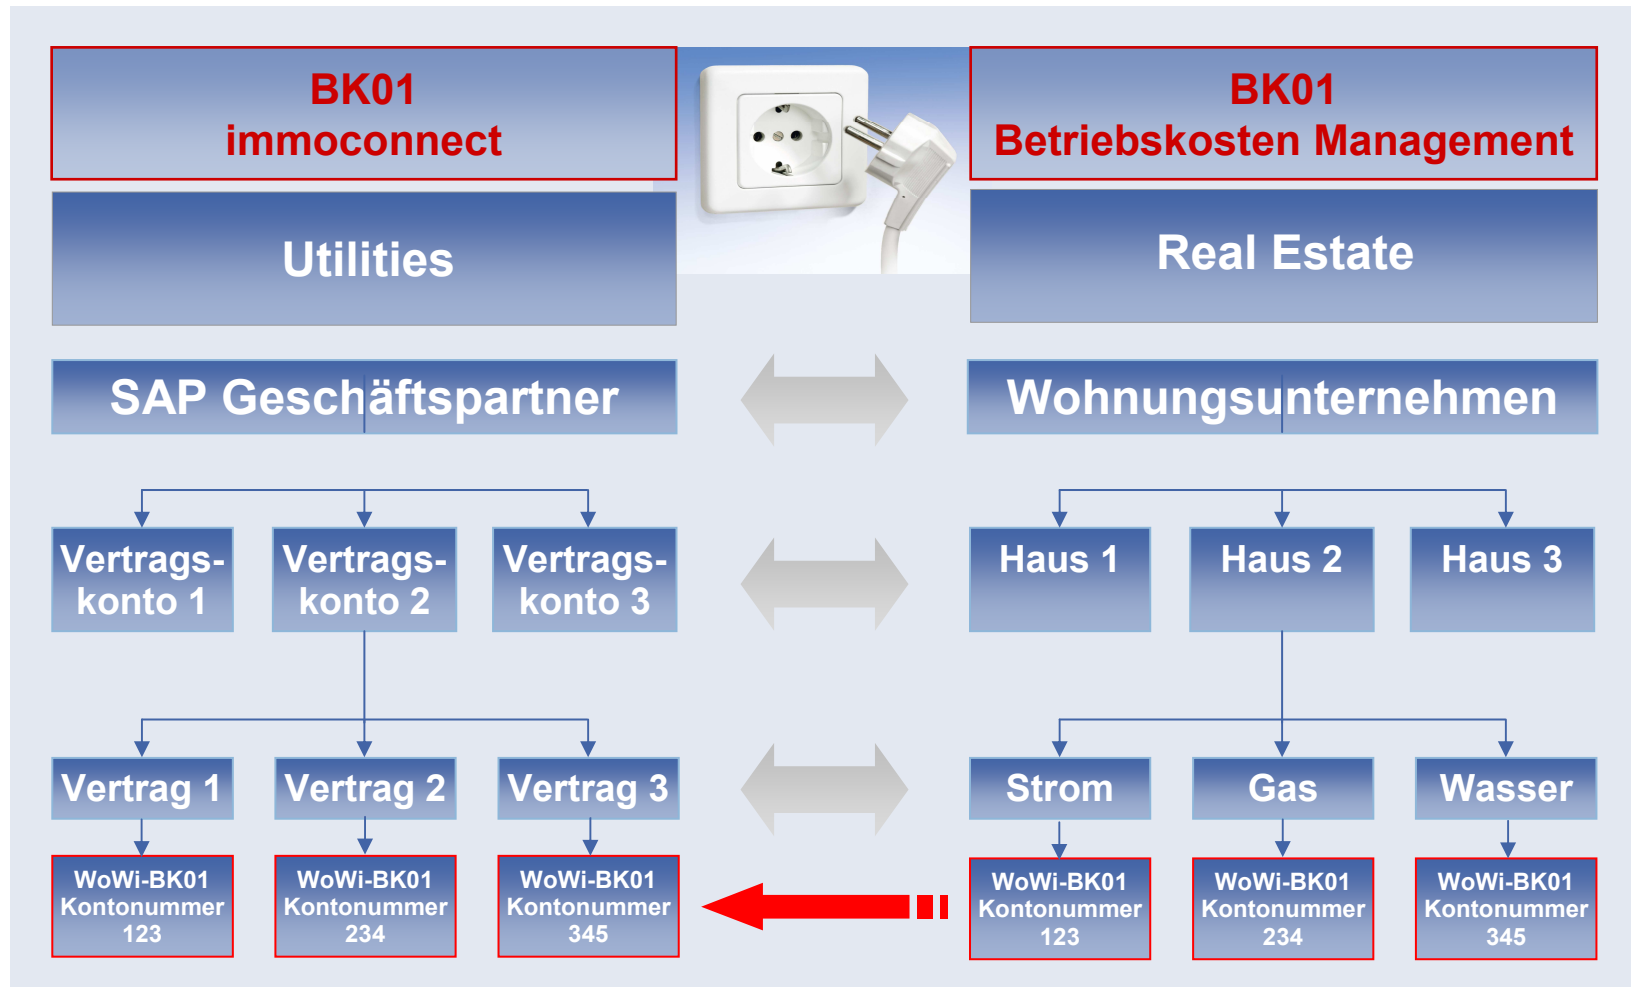 BK01
immoconnect
BK01
Betriebskosten Management
Utilities
Real Estate
SAP Geschäftspartner
Wohnungsunternehmen
Vertrags-
konto 1
Vertrags-
konto 2
Vertrags-
konto 3
Haus 1
Haus 2
Haus 3
Vertrag 1
Vertrag 2
Vertrag 3
Strom
Gas
Wasser
WoWi-BK01
Kontonummer
123
WoWi-BK01
Kontonummer
234
WoWi-BK01
Kontonummer
345
WoWi-BK01
Kontonummer
123
WoWi-BK01
Kontonummer
234
WoWi-BK01
Kontonummer
345